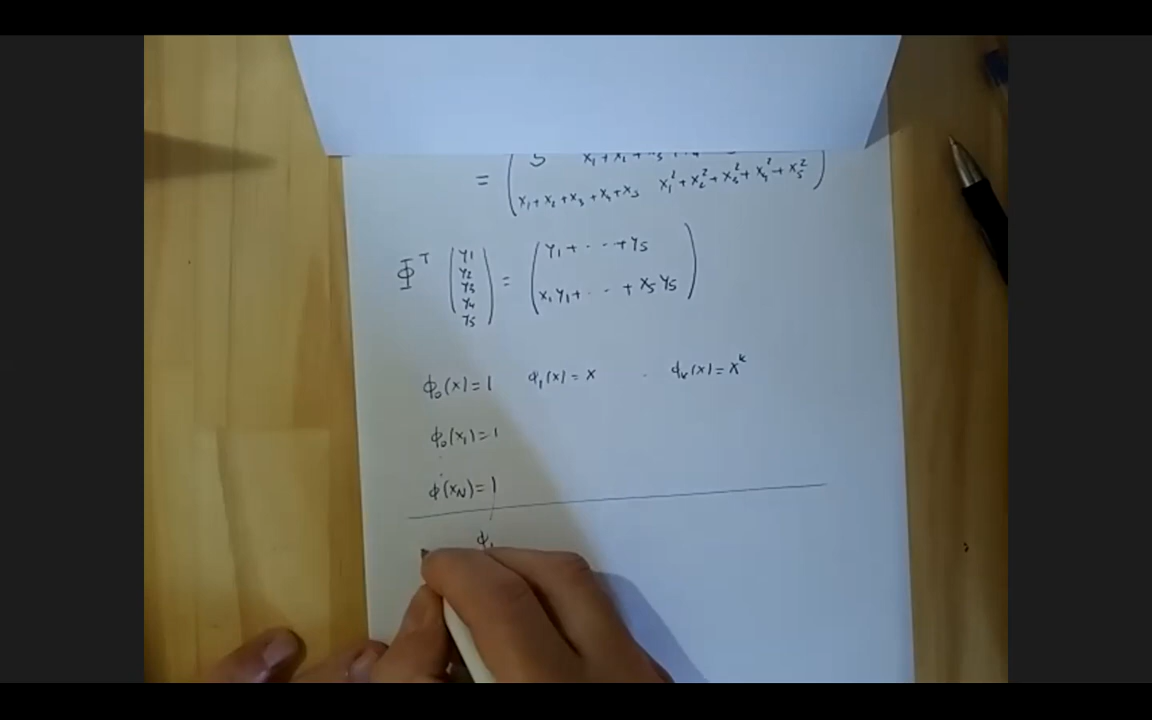 5 x₁+x₂+x₃+x₄
= x₁+x₂+x₃+x₄+x₅ x₁²+x₂²+x₃²+x₄²+x₅²
Φᵀ (y₁ y₂ y₃ y₄ y₅) = (y₁+ · · +y₅
x₁y₁+ · · + x₅y₅)
ϕ₀(x)=1 ϕ₁(x)=x · ϕₖ(x)=xᵏ
ϕ₀(x₁)=1
ϕ(x_N)=1
ϕ₁